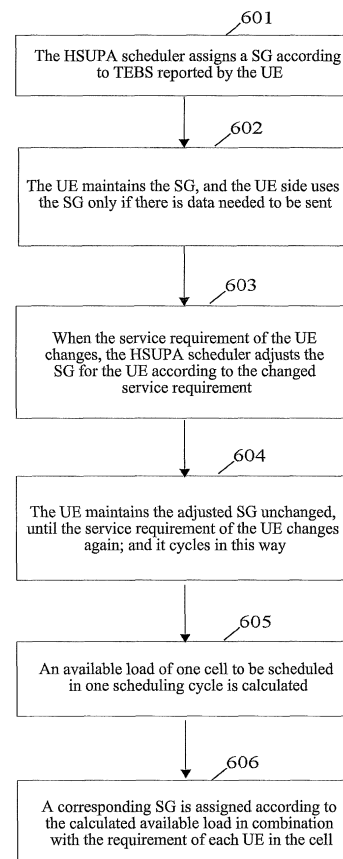 601
The HSUPA scheduler assigns a SG according
to TEBS reported by the UE
602
The UE maintains the SG, and the UE side uses
the SG only if there is data needed to be sent
603
When the service requirement of the UE
changes, the HSUPA scheduler adjusts the
SG for the UE according to the changed
service requirement
604
The UE maintains the adjusted SG unchanged,
until the service requirement of the UE changes
again; and it cycles in this way
605
An available load of one cell to be scheduled
in one scheduling cycle is calculated
606
A corresponding SG is assigned according to
the calculated available load in combination
with the requirement of each UE in the cell